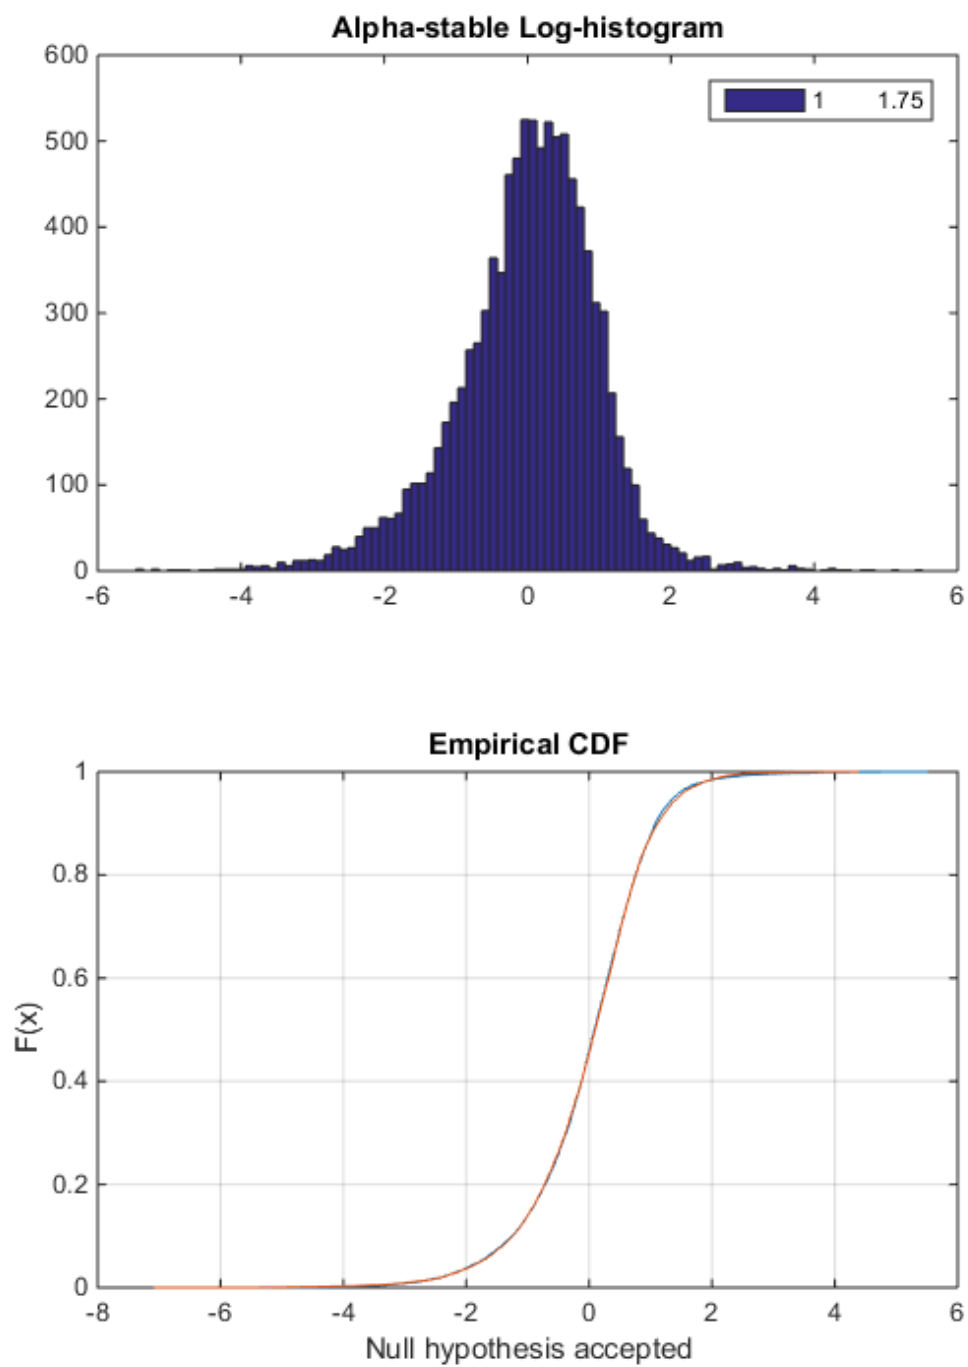 Alpha-stable Log-histogram
600
500
400
300
200
100
0
1 1.75
-6 -4 -2 0 2 4 6
Empirical CDF
1
0.8
0.6
0.4
0.2
0
F(x)
-8 -6 -4 -2 0 2 4 6
Null hypothesis accepted